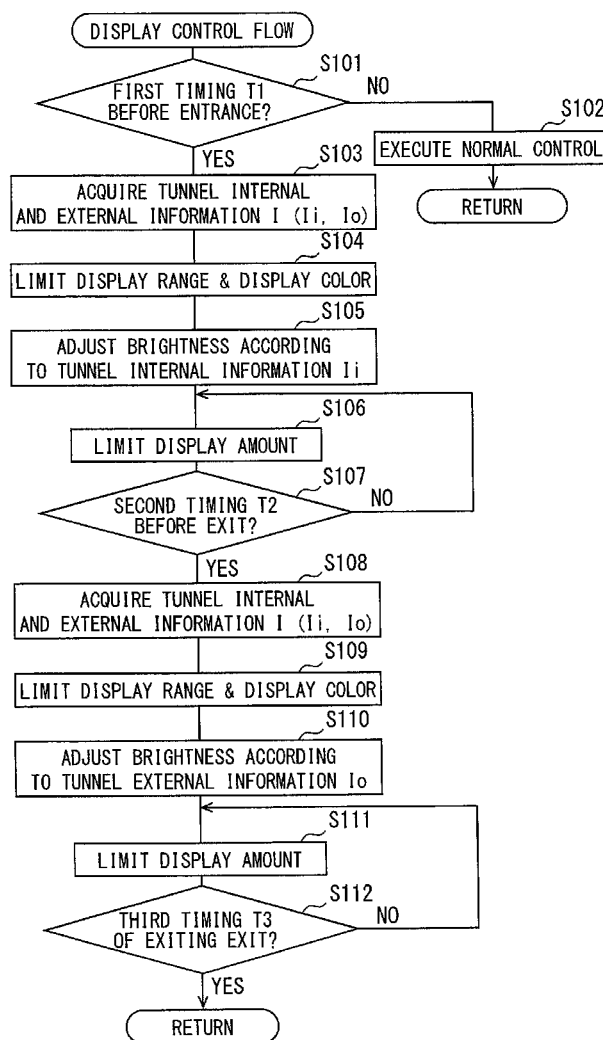 DISPLAY CONTROL FLOW
S101
FIRST TIMING T1
BEFORE ENTRANCE?
NO
S102
EXECUTE NORMAL CONTROL
RETURN
YES
S103
ACQUIRE TUNNEL INTERNAL
AND EXTERNAL INFORMATION I (Ii, Io)
S104
LIMIT DISPLAY RANGE & DISPLAY COLOR
S105
ADJUST BRIGHTNESS ACCORDING
TO TUNNEL INTERNAL INFORMATION Ii
S106
LIMIT DISPLAY AMOUNT
S107
SECOND TIMING T2
BEFORE EXIT?
NO
YES
S108
ACQUIRE TUNNEL INTERNAL
AND EXTERNAL INFORMATION I (Ii, Io)
S109
LIMIT DISPLAY RANGE & DISPLAY COLOR
S110
ADJUST BRIGHTNESS ACCORDING
TO TUNNEL EXTERNAL INFORMATION Io
S111
LIMIT DISPLAY AMOUNT
S112
THIRD TIMING T3
OF EXITING EXIT?
NO
YES
RETURN